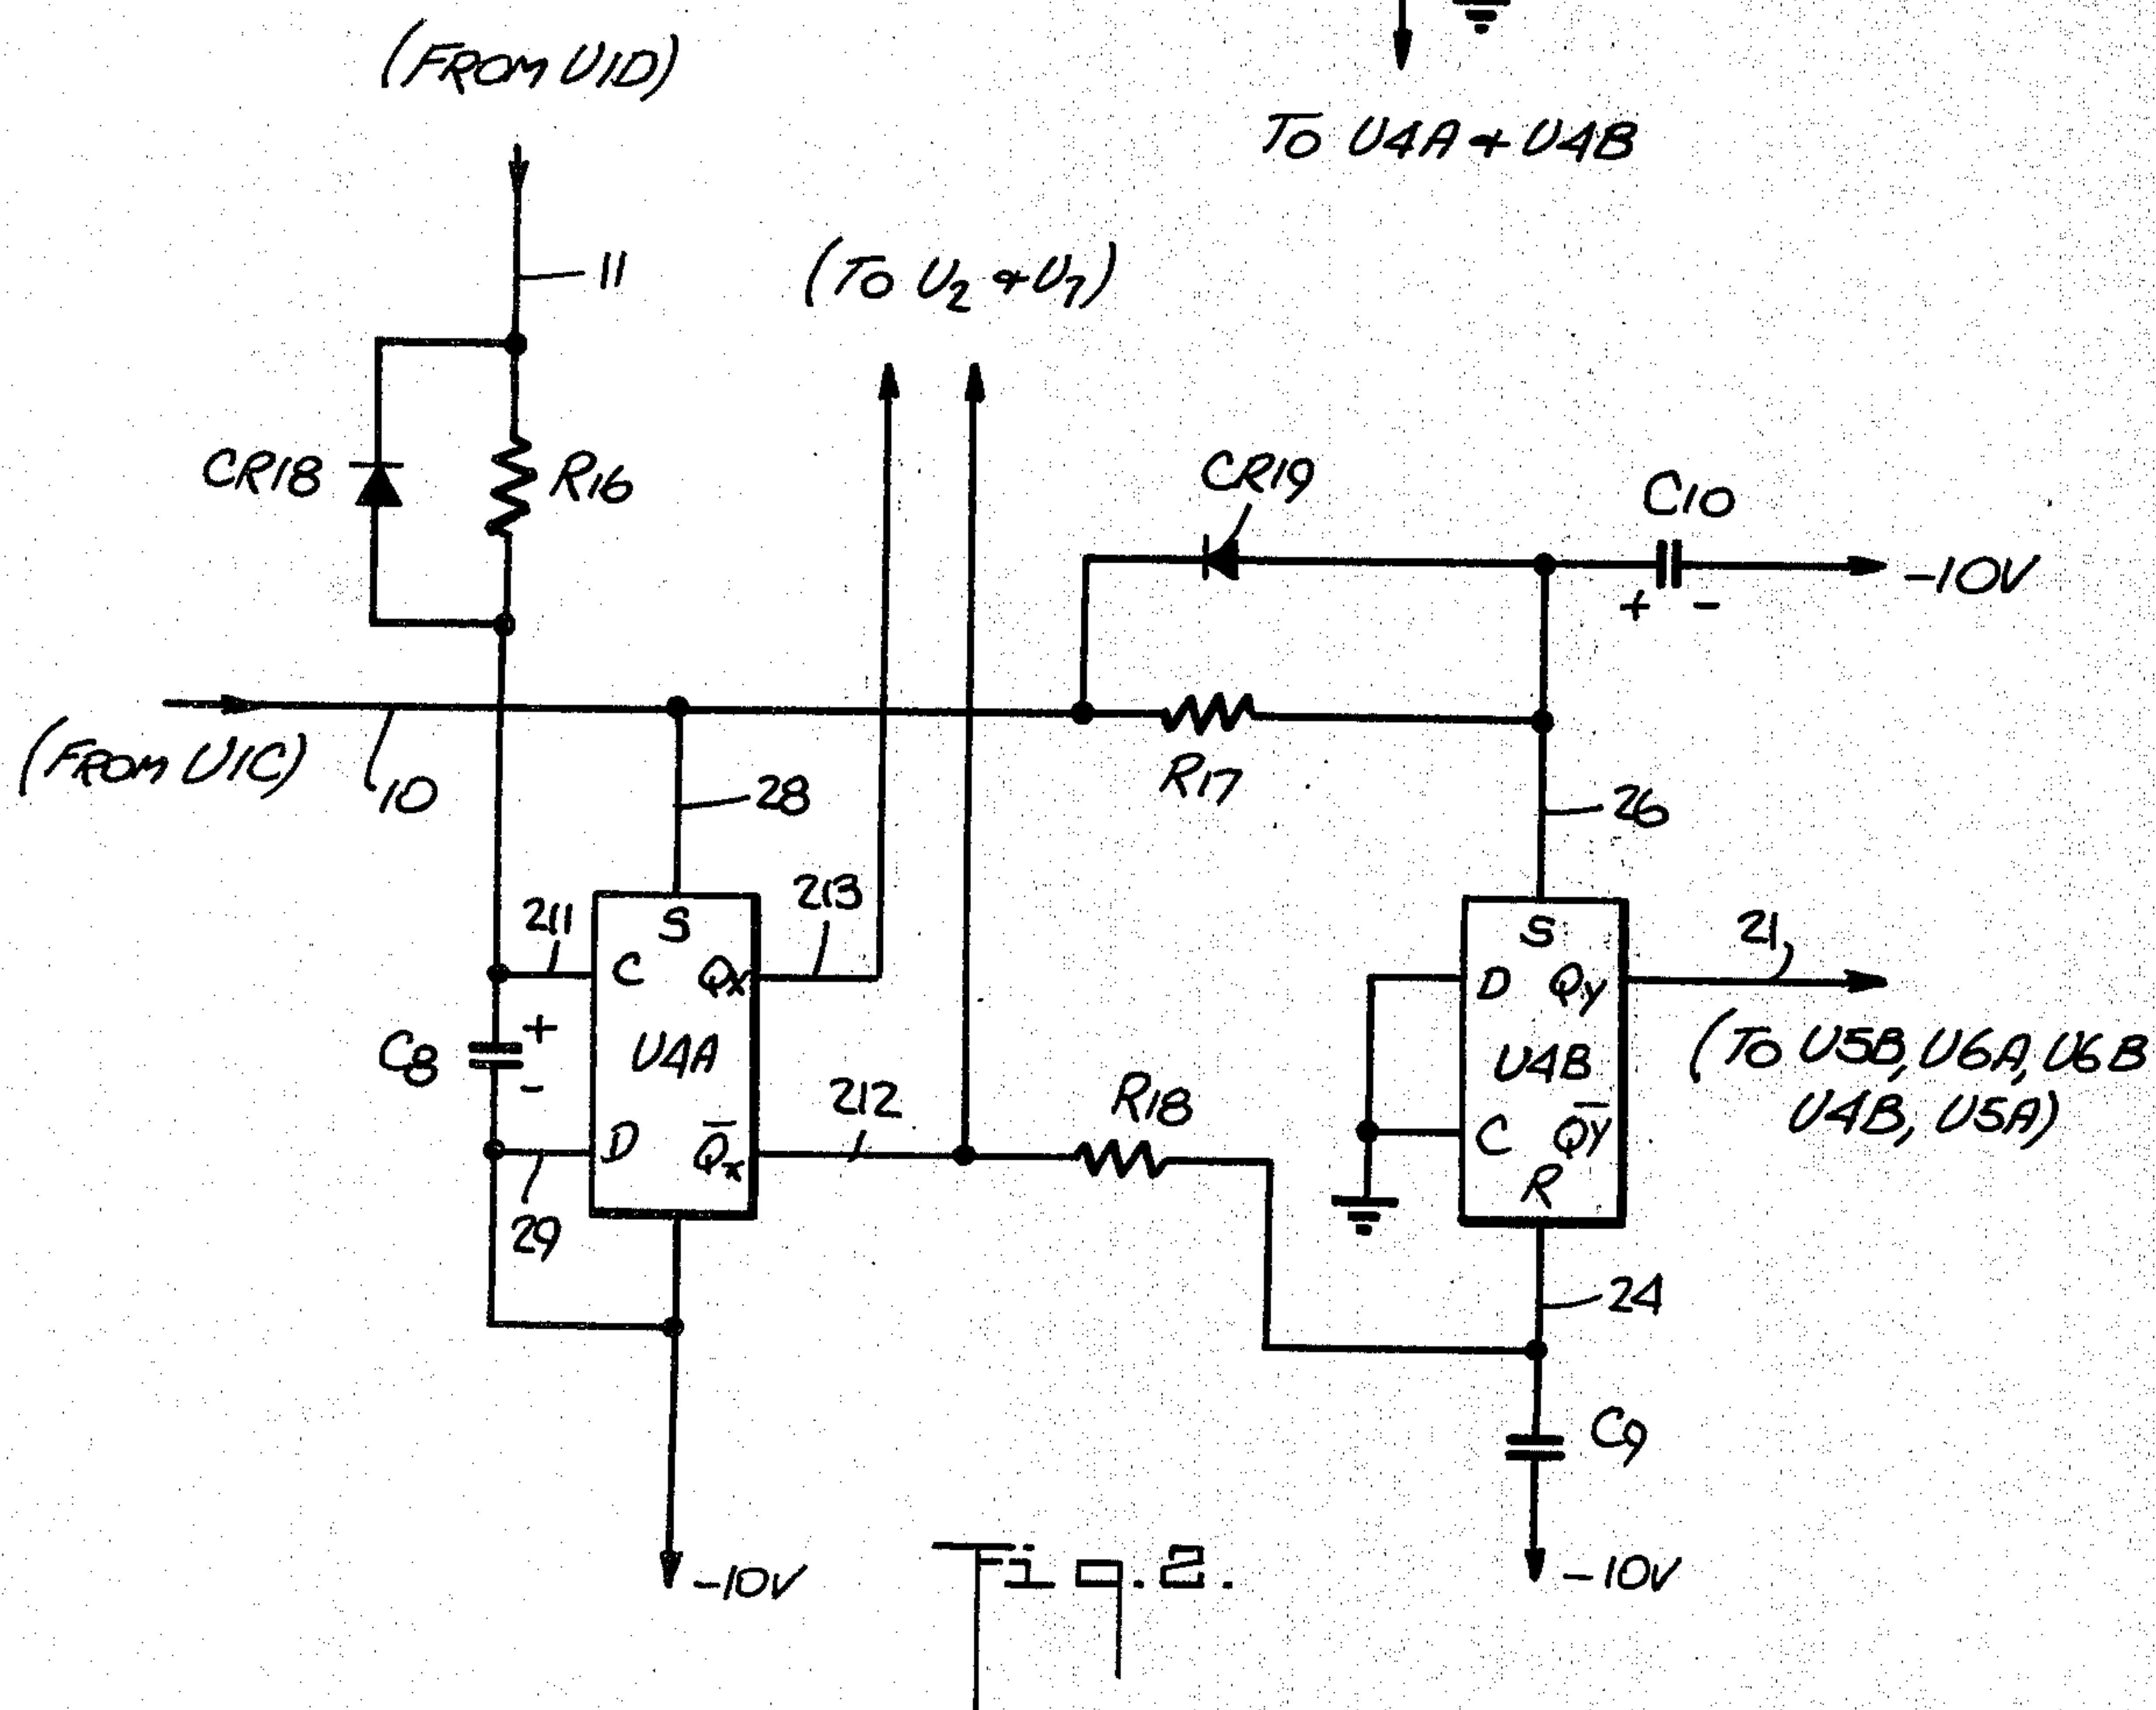 (FROM U1D)
TO U4A & U4B
11
(TO U2 & U7)
CR18
R16
CR19
C10
+ -
-10V
(FROM U1C)
10
R17
28
26
211
213
S
C
QX
U4A
C8
+
-
D
Q̅x
29
212
R18
S
D
QY
U4B
C
Q̅Y̅
R
21
(TO U5B, U6A, U6B
U4B, U5A)
24
C9
-10V
-10V
Fig. 2.